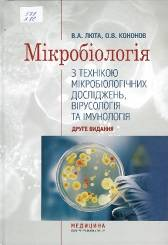 В.А. ЛЮТА, О.В. КОНОНОВ
Мікробіологія
З ТЕХНІКОЮ
МІКРОБІОЛОГІЧНИХ
ДОСЛІДЖЕНЬ,
ВІРУСОЛОГІЯ
ТА ІМУНОЛОГІЯ
ДРУГЕ ВИДАННЯ
МЕДИЦИНА